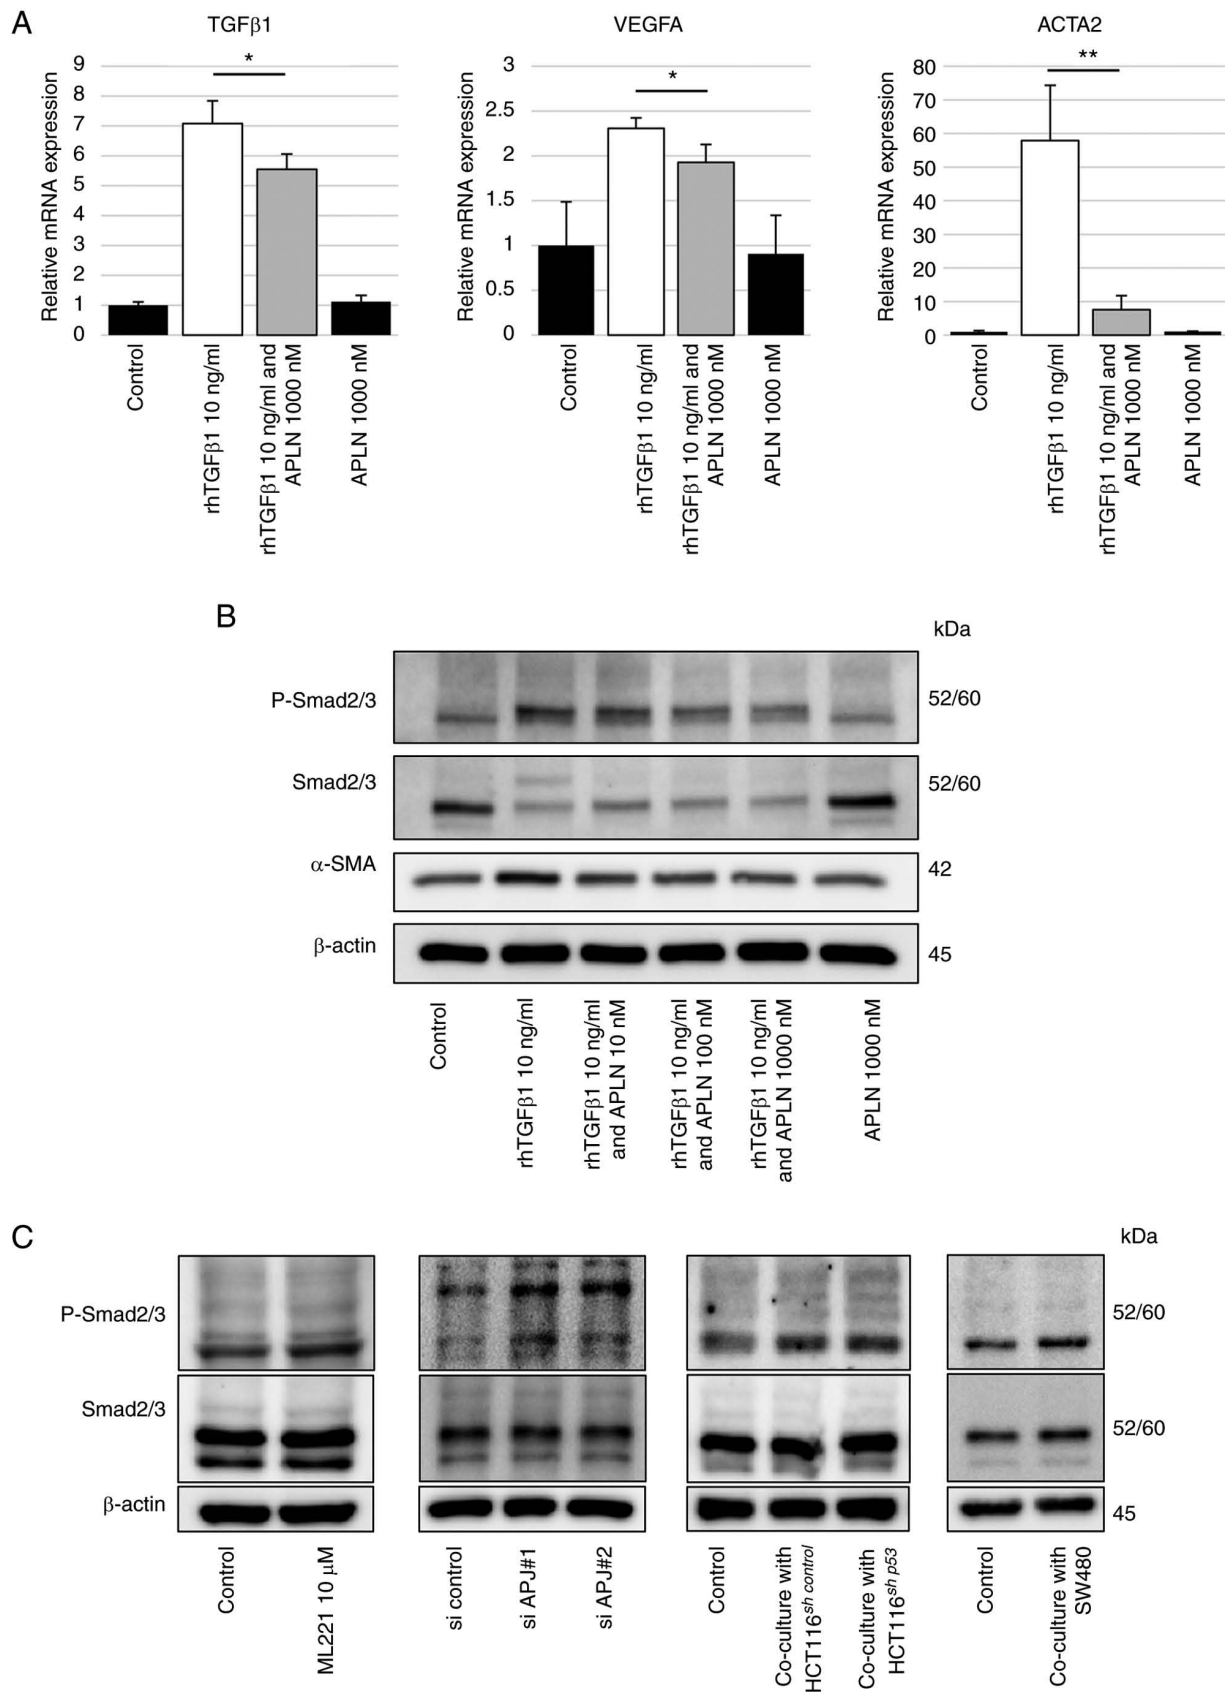 A
TGFβ1
Relative mRNA expression
9
8
7
6
5
4
3
2
1
0
*
Control
rhTGFβ1 10 ng/ml
rhTGFβ1 10 ng/ml and
APLN 1000 nM
APLN 1000 nM
VEGFA
Relative mRNA expression
3
2.5
2
1.5
1
0.5
0
*
Control
rhTGFβ1 10 ng/ml
rhTGFβ1 10 ng/ml and
APLN 1000 nM
APLN 1000 nM
ACTA2
Relative mRNA expression
80
70
60
50
40
30
20
10
0
**
Control
rhTGFβ1 10 ng/ml
rhTGFβ1 10 ng/ml and
APLN 1000 nM
APLN 1000 nM
B
kDa
P-Smad2/3
52/60
Smad2/3
52/60
α-SMA
42
β-actin
45
Control
rhTGFβ1 10 ng/ml
rhTGFβ1 10 ng/ml
and APLN 10 nM
rhTGFβ1 10 ng/ml
and APLN 100 nM
rhTGFβ1 10 ng/ml
and APLN 1000 nM
APLN 1000 nM
C
kDa
P-Smad2/3
52/60
Smad2/3
52/60
β-actin
45
Control
ML221 10 µM
si control
si APJ#1
si APJ#2
Control
Co-culture with
HCT116sh control
Co-culture with
HCT116sh p53
Control
Co-culture with
SW480